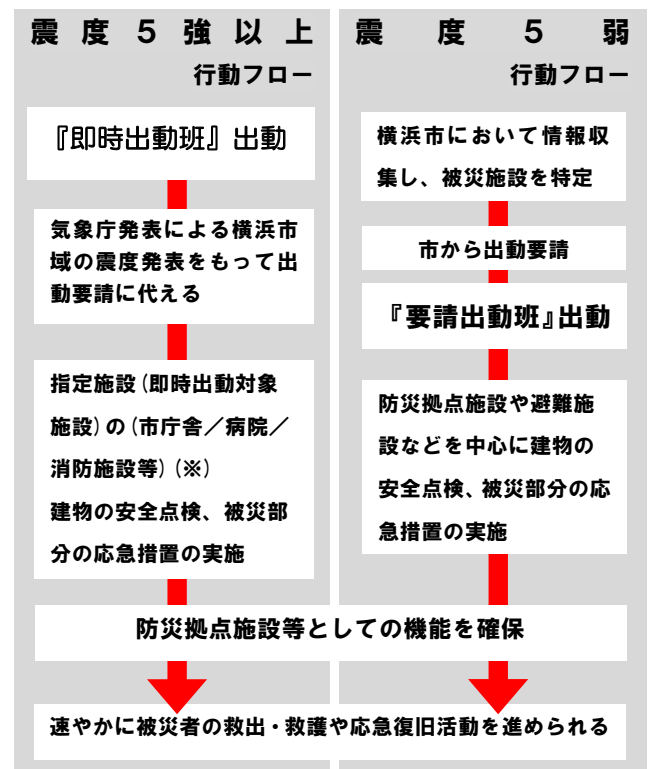 震度５強以上
行動フロー
『即時出動班』出動
気象庁発表による横浜市
域の震度発表をもって出
動要請に代える
指定施設(即時出動対象
施設)の(市庁舎／病院／
消防施設等)(※)
建物の安全点検、被災部
分の応急措置の実施
震度５弱
行動フロー
横浜市において情報収
集し、被災施設を特定
市から出動要請
『要請出動班』出動
防災拠点施設や避難施
設などを中心に建物の
安全点検、被災部分の応
急措置の実施
防災拠点施設等としての機能を確保
速やかに被災者の救出・救護や応急復旧活動を進められる